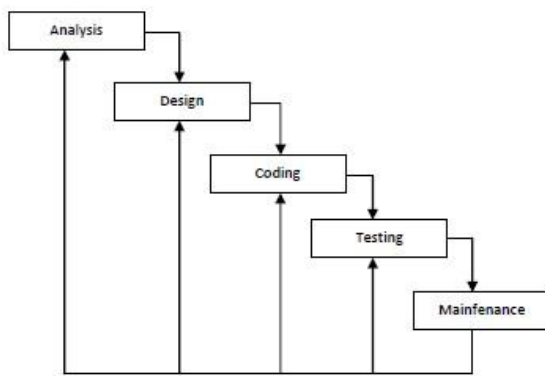 Analysis
Design
Coding
Testing
Mainfenance